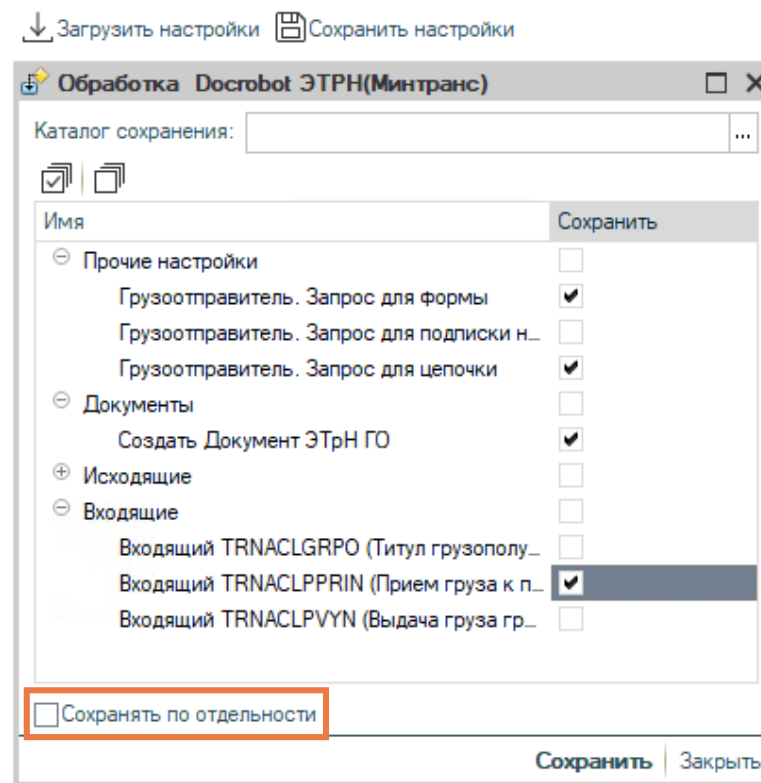 Загрузить настройки Сохранить настройки
Обработка Docrobot ЭТРН(Минтранс)
Каталог сохранения: ...
Имя Сохранить
Прочие настройки
Грузоотправитель. Запрос для формы
Грузоотправитель. Запрос для подписки н...
Грузоотправитель. Запрос для цепочки
Документы
Создать Документ ЭТрН ГО
Исходящие
Входящие
Входящий TRNACLGRPO (Титул грузополу...
Входящий TRNACLPPRIN (Прием груза к п...
Входящий TRNACLPVYN (Выдача груза гр...
Сохранять по отдельности
Сохранить Закрыть